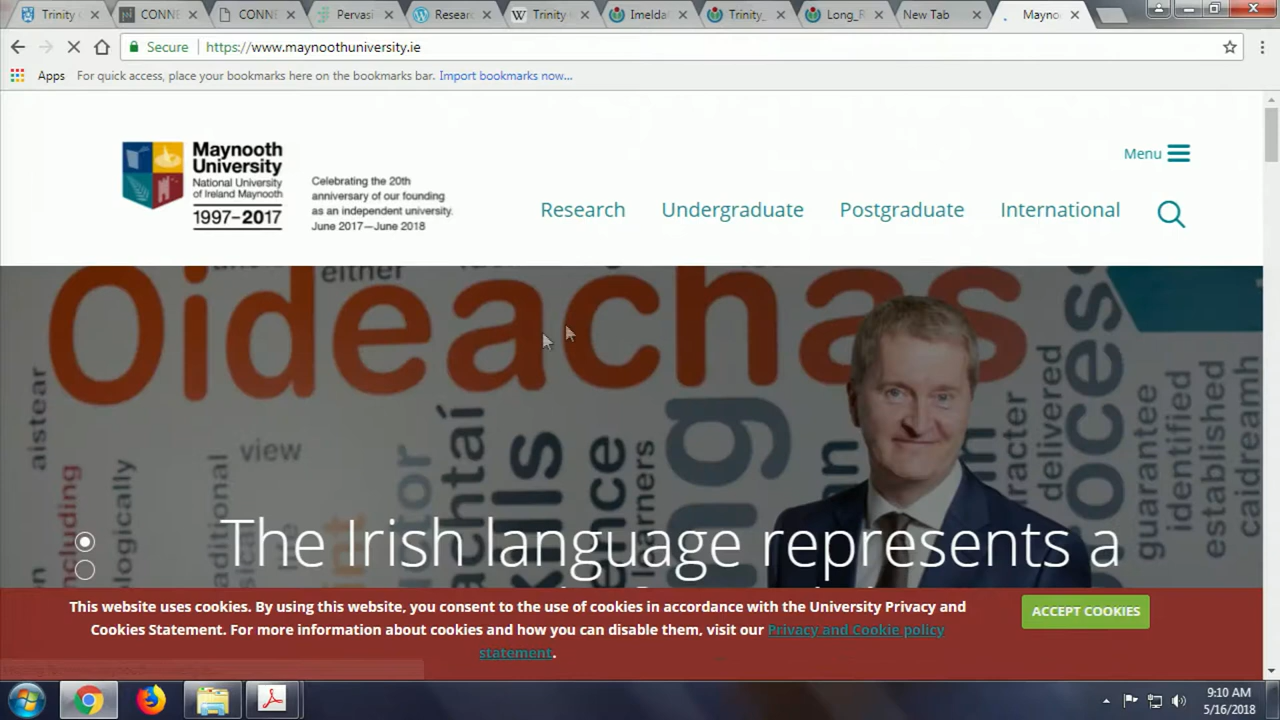 Trinity C
CONNE
CONNE
Pervasi
Researc
Trinity I
Imelda
Trinity_
Long_R
New Tab
Mayno
Secure
https://www.maynoothuniversity.ie
Apps
For quick access, place your bookmarks here on the bookmarks bar. Import bookmarks now...
Maynooth
University
National University
of Ireland Maynooth
1997–2017
Celebrating the 20th
anniversary of our founding
as an independent university.
June 2017—June 2018
Menu
Research
Undergraduate
Postgraduate
International
either
Oideachas
aistear
view
including
delivered
guarantee
identified
established
The Irish language represents a
This website uses cookies. By using this website, you consent to the use of cookies in accordance with the University Privacy and
Cookies Statement. For more information about cookies and how you can disable them, visit our Privacy and Cookie policy
statement.
ACCEPT COOKIES
9:10 AM
5/16/2018